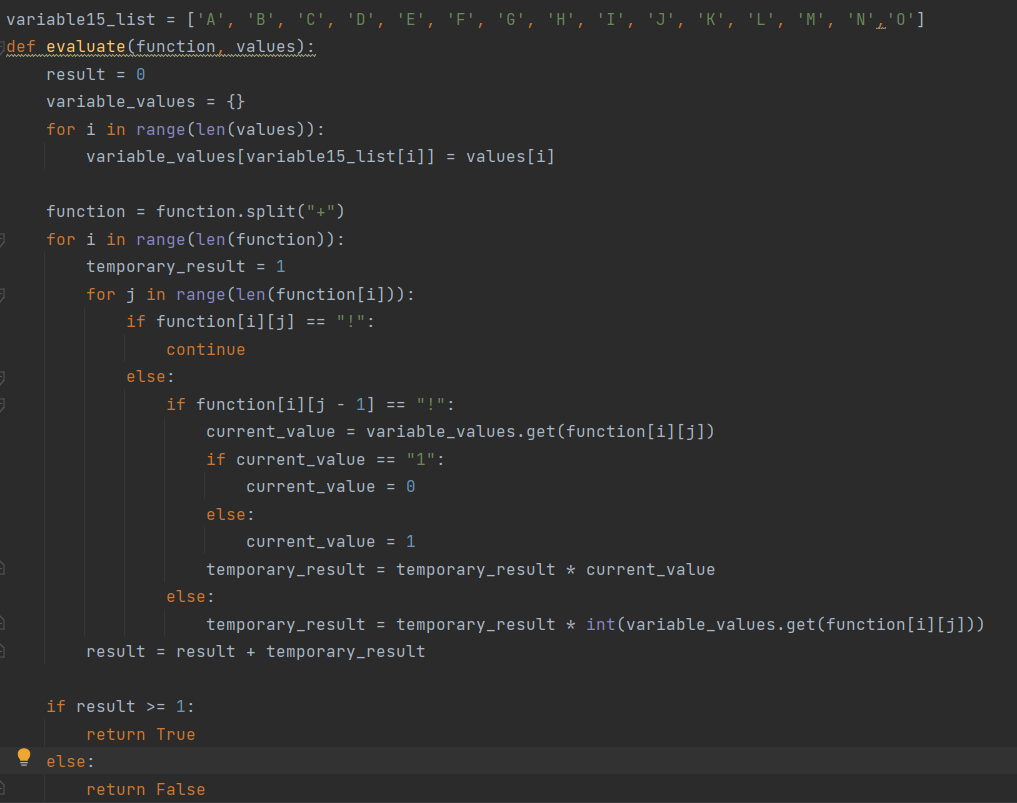 variable15_list = ['A', 'B', 'C', 'D', 'E', 'F', 'G', 'H', 'I', 'J', 'K', 'L', 'M', 'N','O']
def evaluate(function, values):
    result = 0
    variable_values = {}
    for i in range(len(values)):
        variable_values[variable15_list[i]] = values[i]

    function = function.split("+")
    for i in range(len(function)):
        temporary_result = 1
        for j in range(len(function[i])):
            if function[i][j] == "!":
                continue
            else:
                if function[i][j - 1] == "!":
                    current_value = variable_values.get(function[i][j])
                    if current_value == "1":
                        current_value = 0
                    else:
                        current_value = 1
                    temporary_result = temporary_result * current_value
                else:
                    temporary_result = temporary_result * int(variable_values.get(function[i][j]))
        result = result + temporary_result

    if result >= 1:
        return True
    else:
        return False